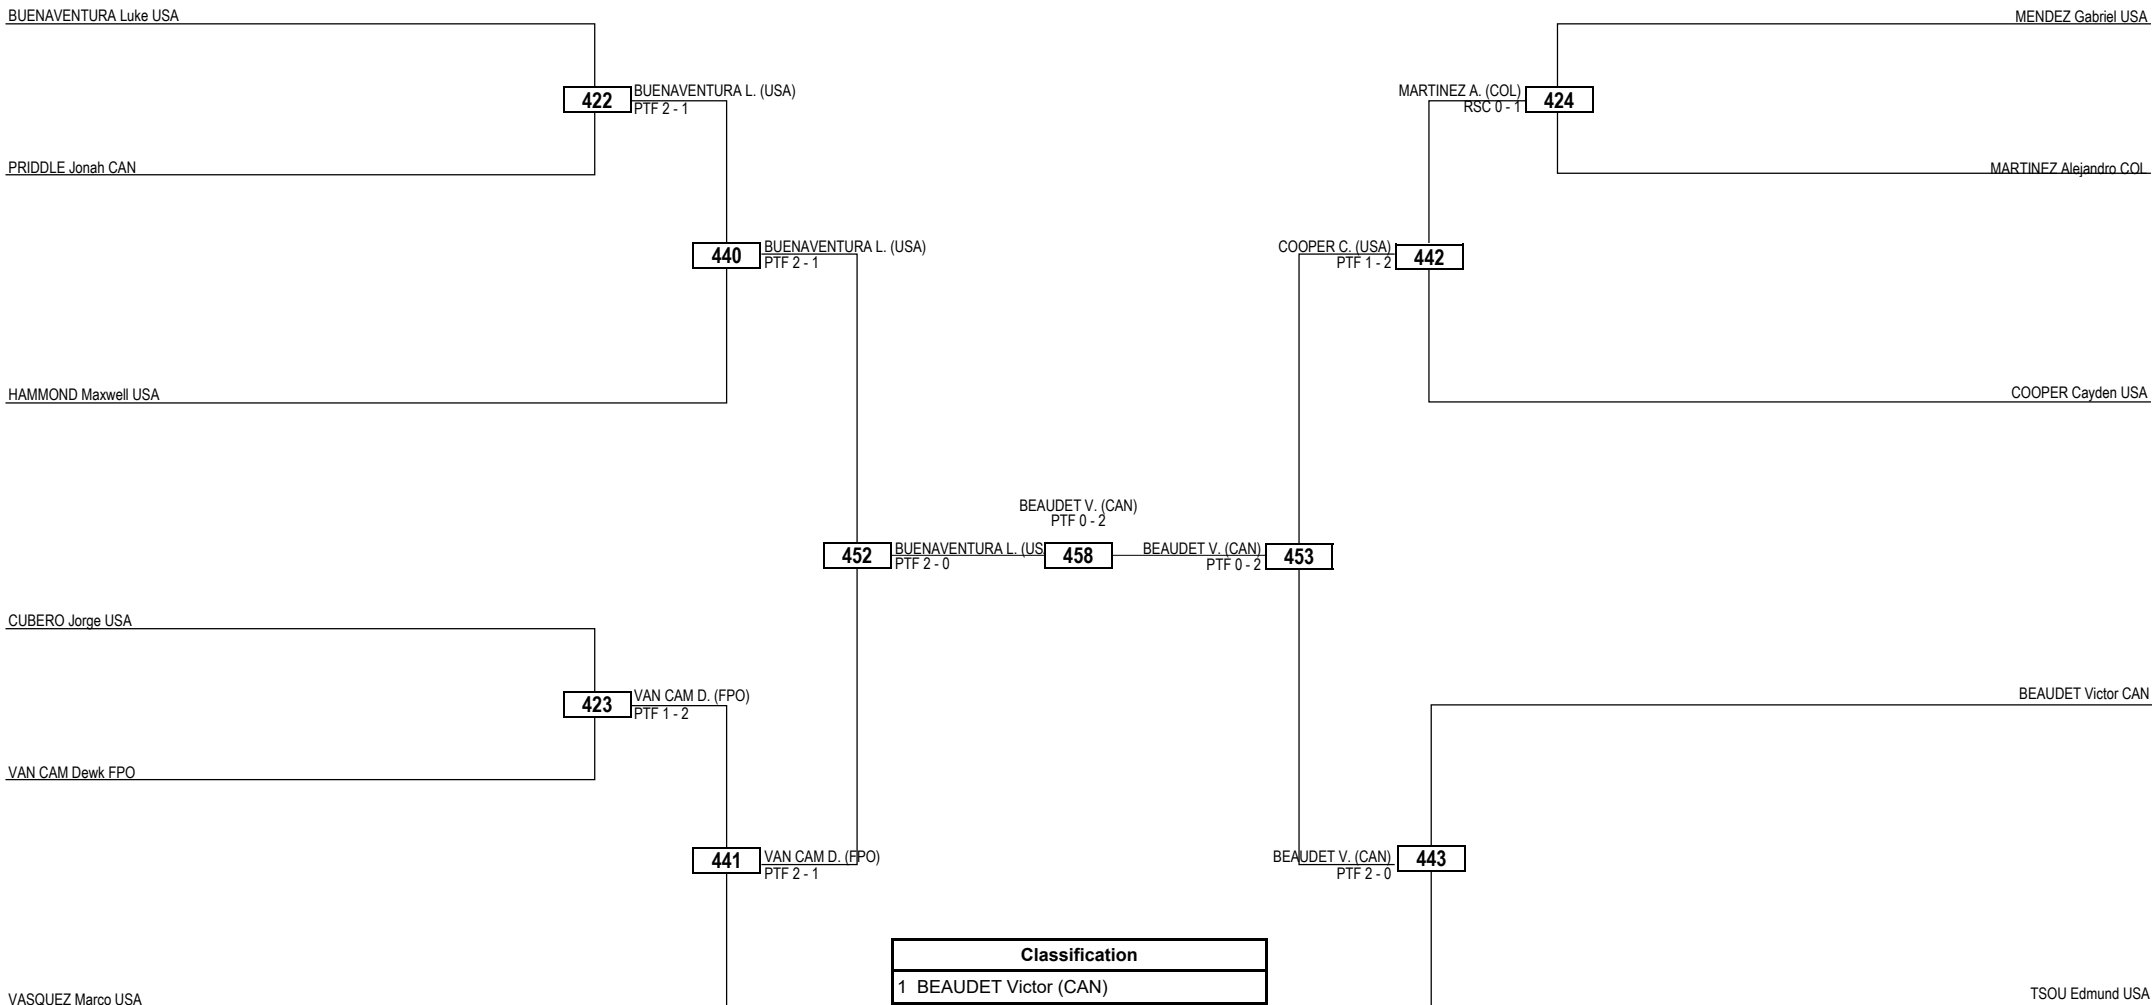 BUENAVENTURA Luke USA
MENDEZ Gabriel USA
422
BUENAVENTURA L. (USA)
PTF 2 - 1
MARTINEZ A. (COL)
RSC 0 - 1
424
PRIDDLE Jonah CAN
MARTINEZ Alejandro COL
440
BUENAVENTURA L. (USA)
PTF 2 - 1
COOPER C. (USA)
PTF 1 - 2
442
HAMMOND Maxwell USA
COOPER Cayden USA
BEAUDET V. (CAN)
PTF 0 - 2
452
BUENAVENTURA L. (US
PTF 2 - 0
458
BEAUDET V. (CAN)
PTF 0 - 2
453
CUBERO Jorge USA
423
VAN CAM D. (FPO)
PTF 1 - 2
BEAUDET Victor CAN
VAN CAM Dewk FPO
441
VAN CAM D. (FPO)
PTF 2 - 1
BEAUDET V. (CAN)
PTF 2 - 0
443
Classification
1 BEAUDET Victor (CAN)
VASQUEZ Marco USA
TSOU Edmund USA